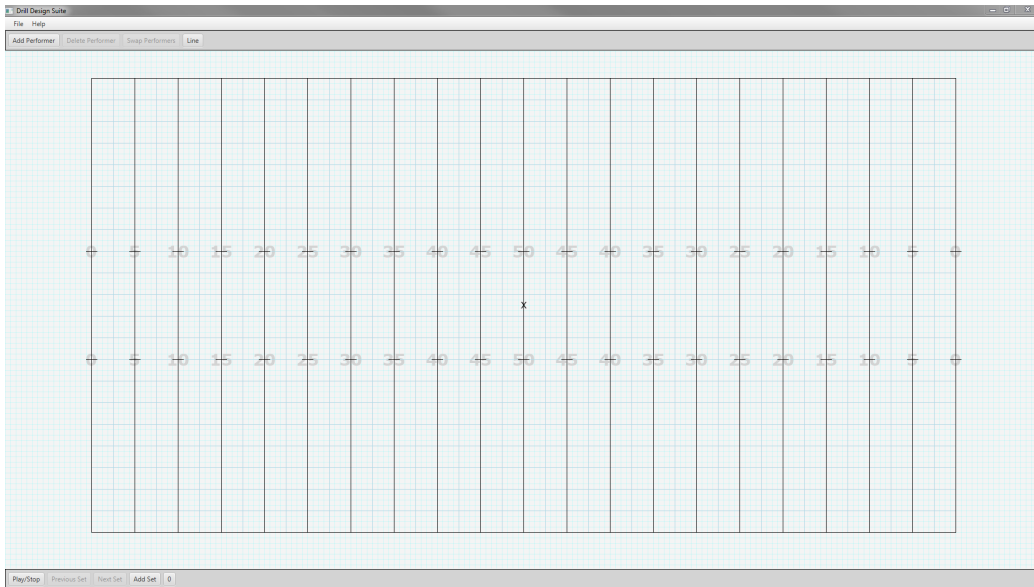 Drill Design Suite
File Help
Add Performer Delete Performer Swap Performers Line
0 5 10 15 20 25 30 35 40 45 50 45 40 35 30 25 20 15 10 5 0
X
0 5 10 15 20 25 30 35 40 45 50 45 40 35 30 25 20 15 10 5 0
Play/Stop Previous Set Next Set Add Set 0